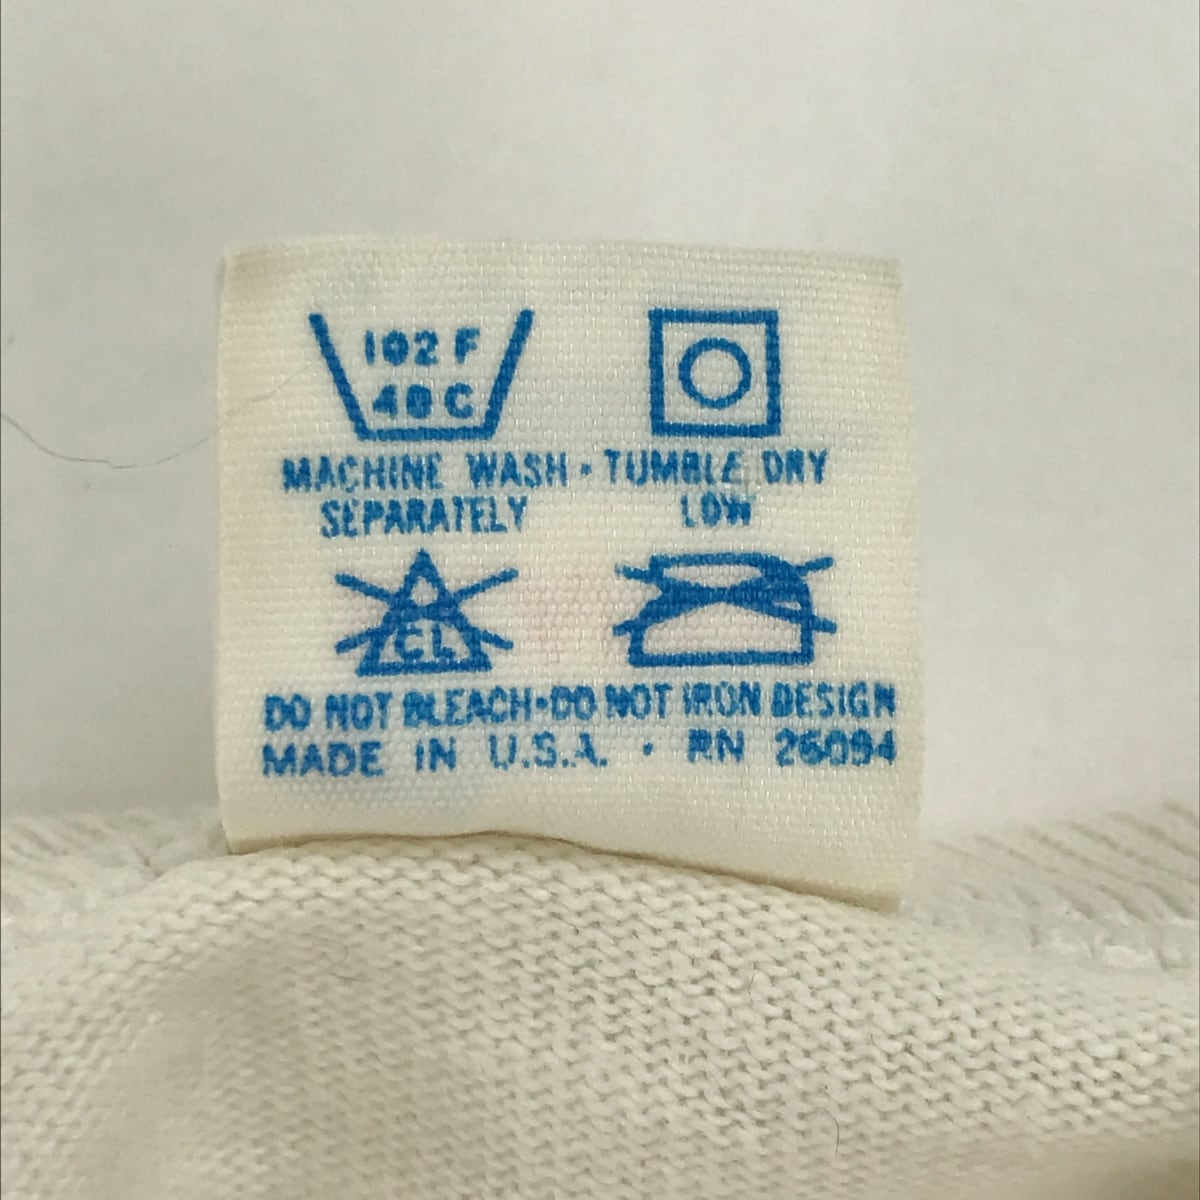 102 F
40 C
MACHINE WASH • TUMBLE DRY
SEPARATELY LOW
CL
DO NOT BLEACH•DO NOT IRON DESIGN
MADE IN U.S.A. • RN 26094